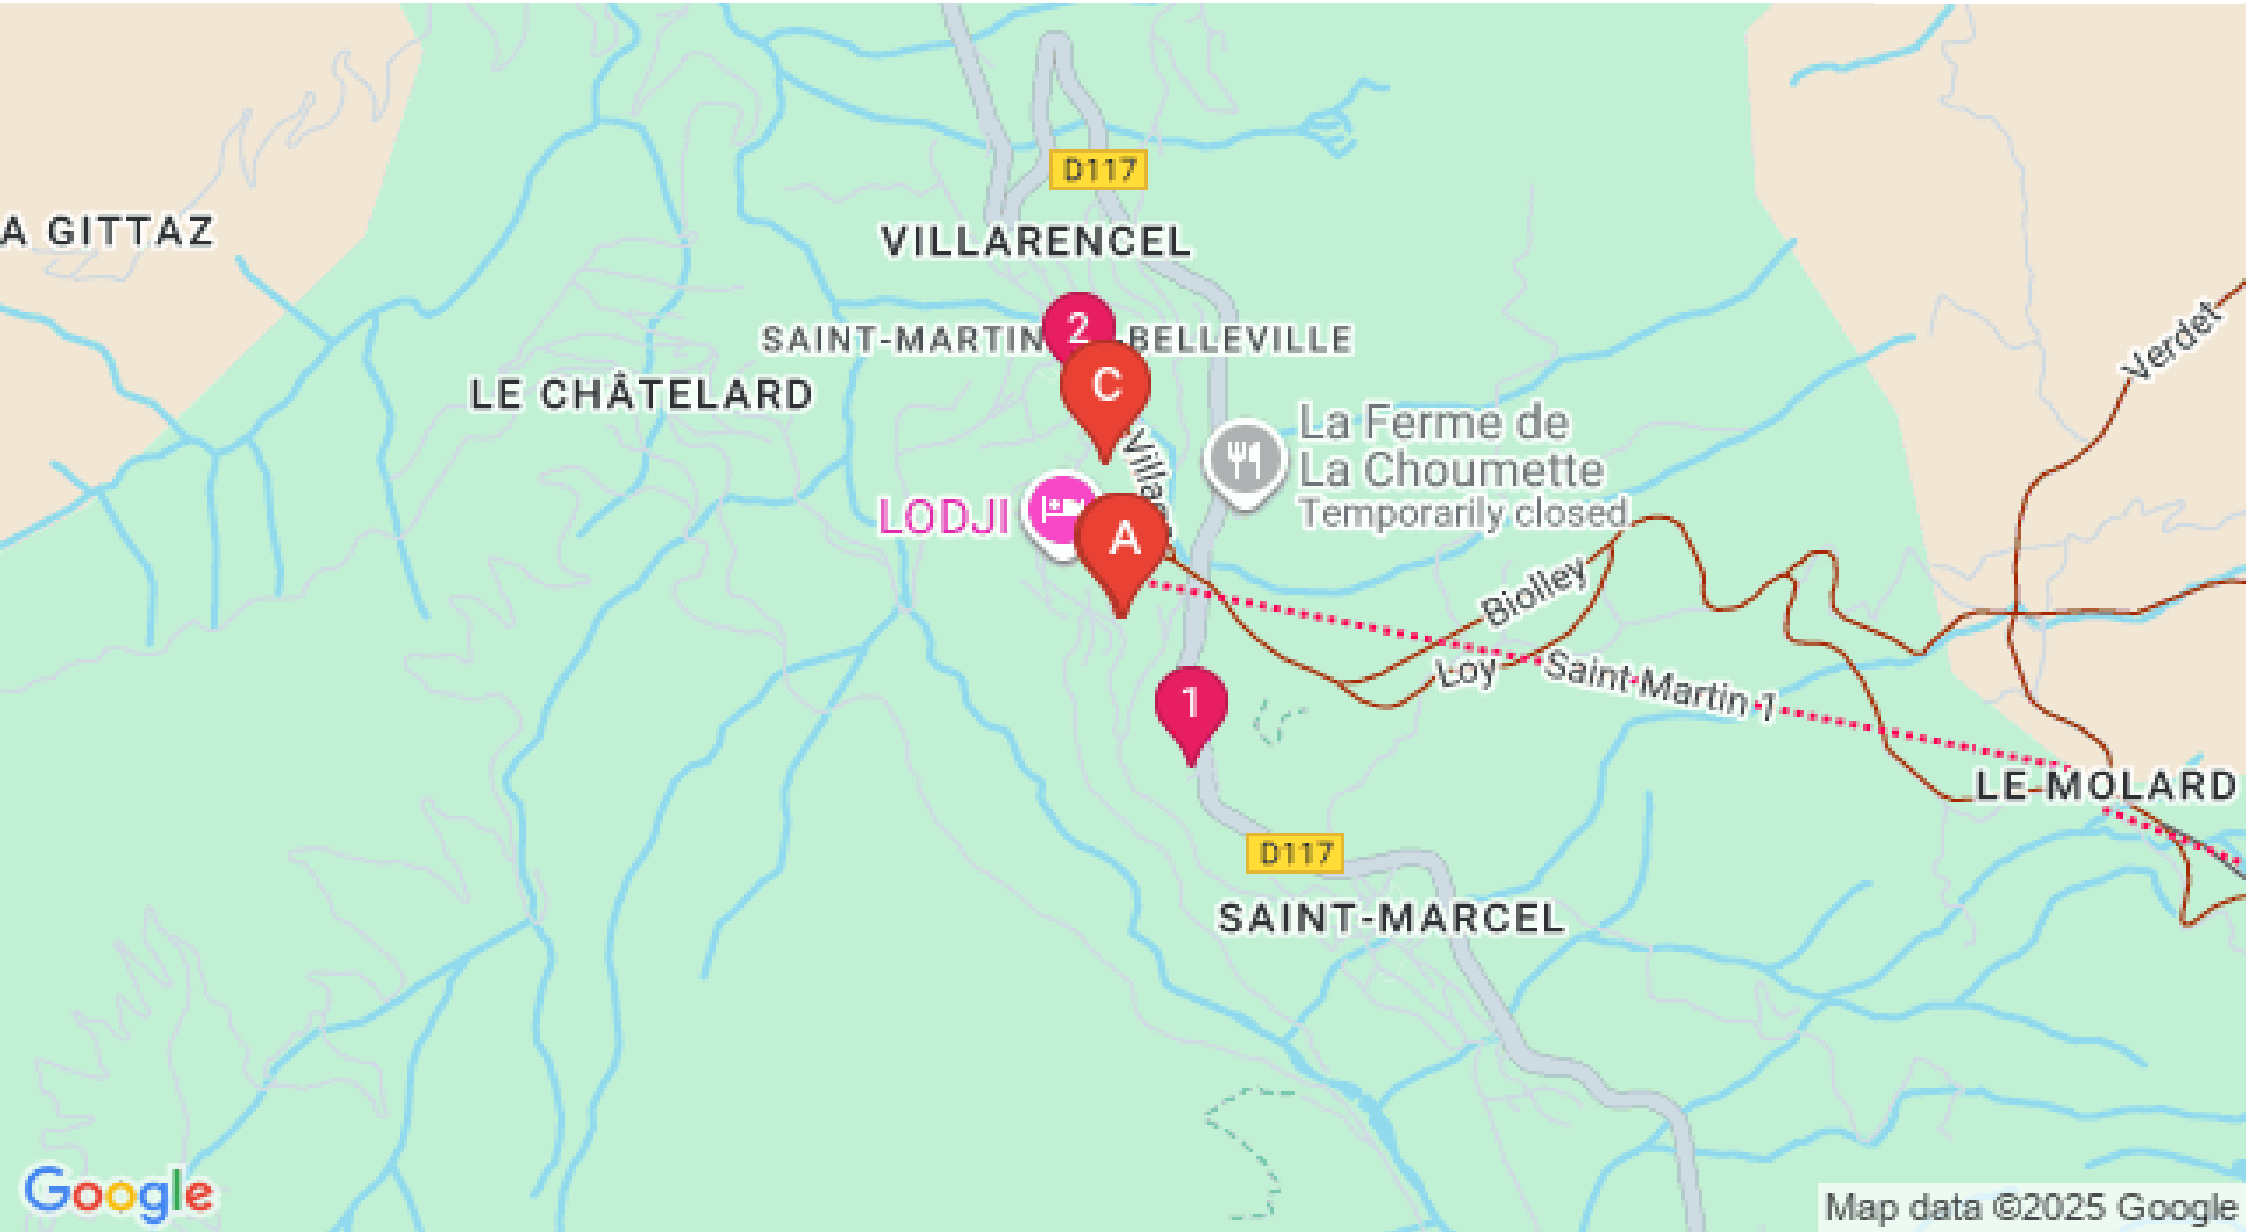 D117
A GITTAZ
VILLARENCEL
2
SAINT-MARTIN
-BELLEVILLE
C
LE CHÂTELARD
Verdet
La Ferme de
La Choumette
Temporarily closed
LODJI
A
Biolley
Loy
Saint-Martin 1
1
LE MOLARD
D117
SAINT-MARCEL
Google
Map data ©2025 Google